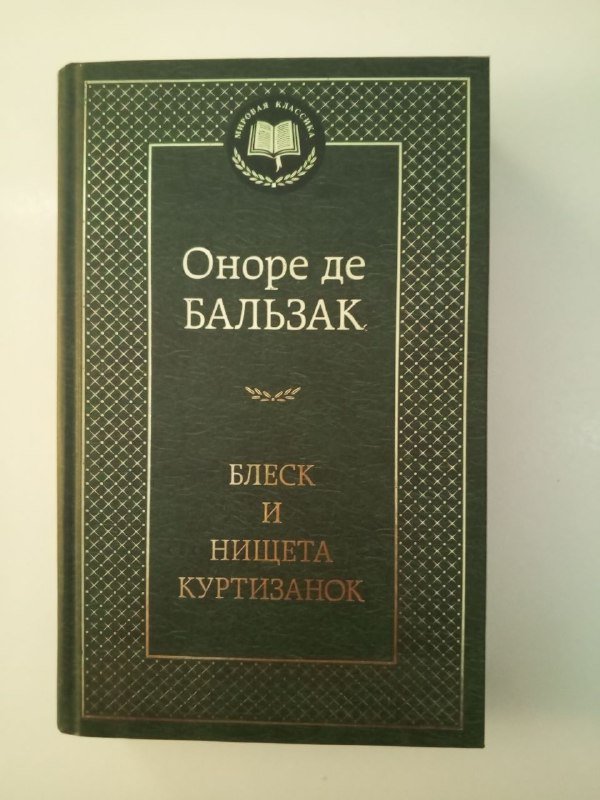 МИРОВАЯ КЛАССИКА
Оноре де
БАЛЬЗАК
БЛЕСК
И
НИЩЕТА
КУРТИЗАНОК